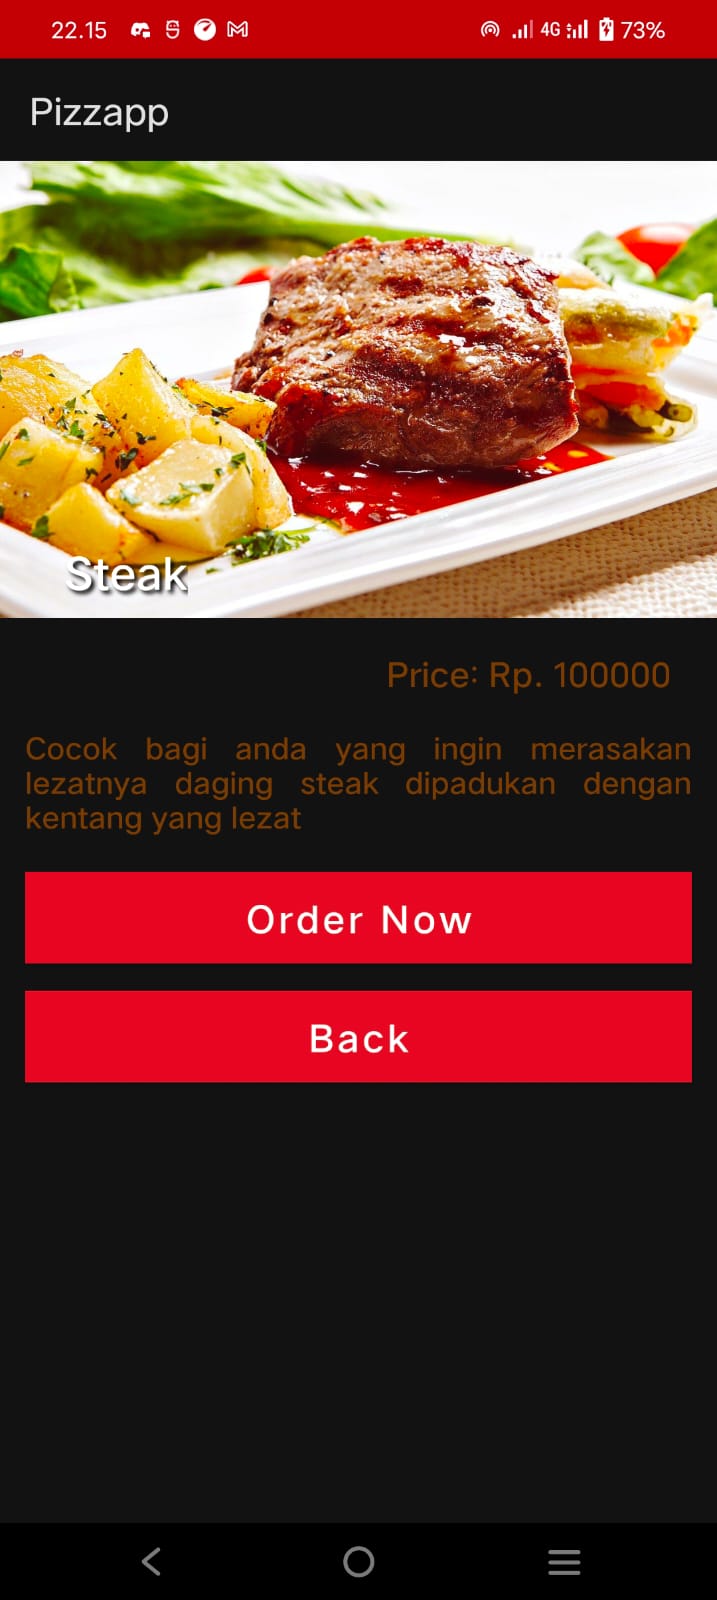 22.15
4G
73%
Pizzapp
Steak
Price: Rp. 100000
Cocok bagi anda yang ingin merasakan
lezatnya daging steak dipadukan dengan
kentang yang lezat
Order Now
Back